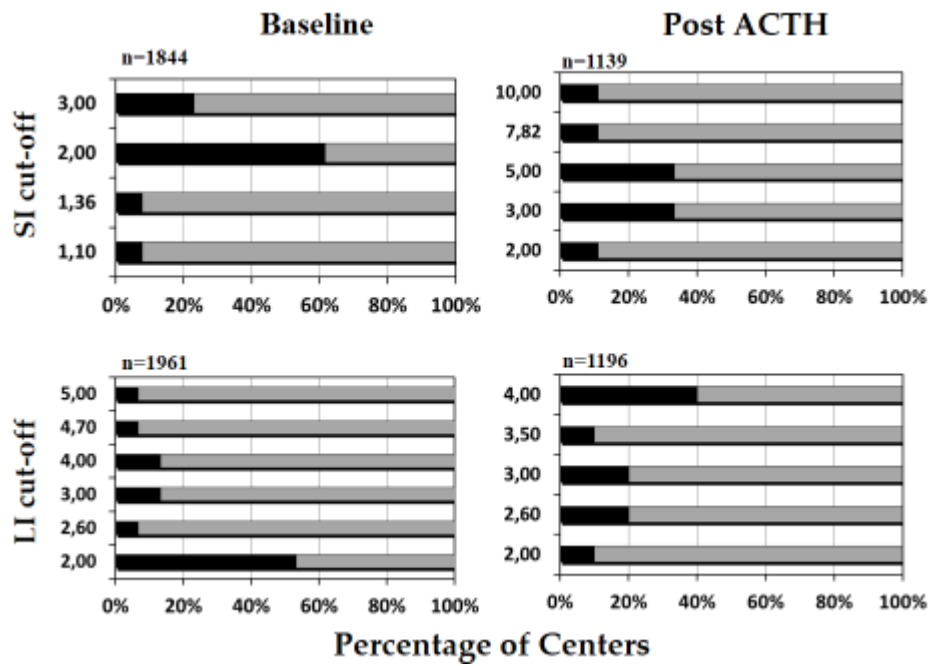 Baseline
Post ACTH
n=1844
SI cut-off
3,00
2,00
1,36
1,10
0% 20% 40% 60% 80% 100%
n=1139
10,00
7,82
5,00
3,00
2,00
0% 20% 40% 60% 80% 100%
n=1961
LI cut-off
5,00
4,70
4,00
3,00
2,60
2,00
0% 20% 40% 60% 80% 100%
n=1196
4,00
3,50
3,00
2,60
2,00
0% 20% 40% 60% 80% 100%
Percentage of Centers